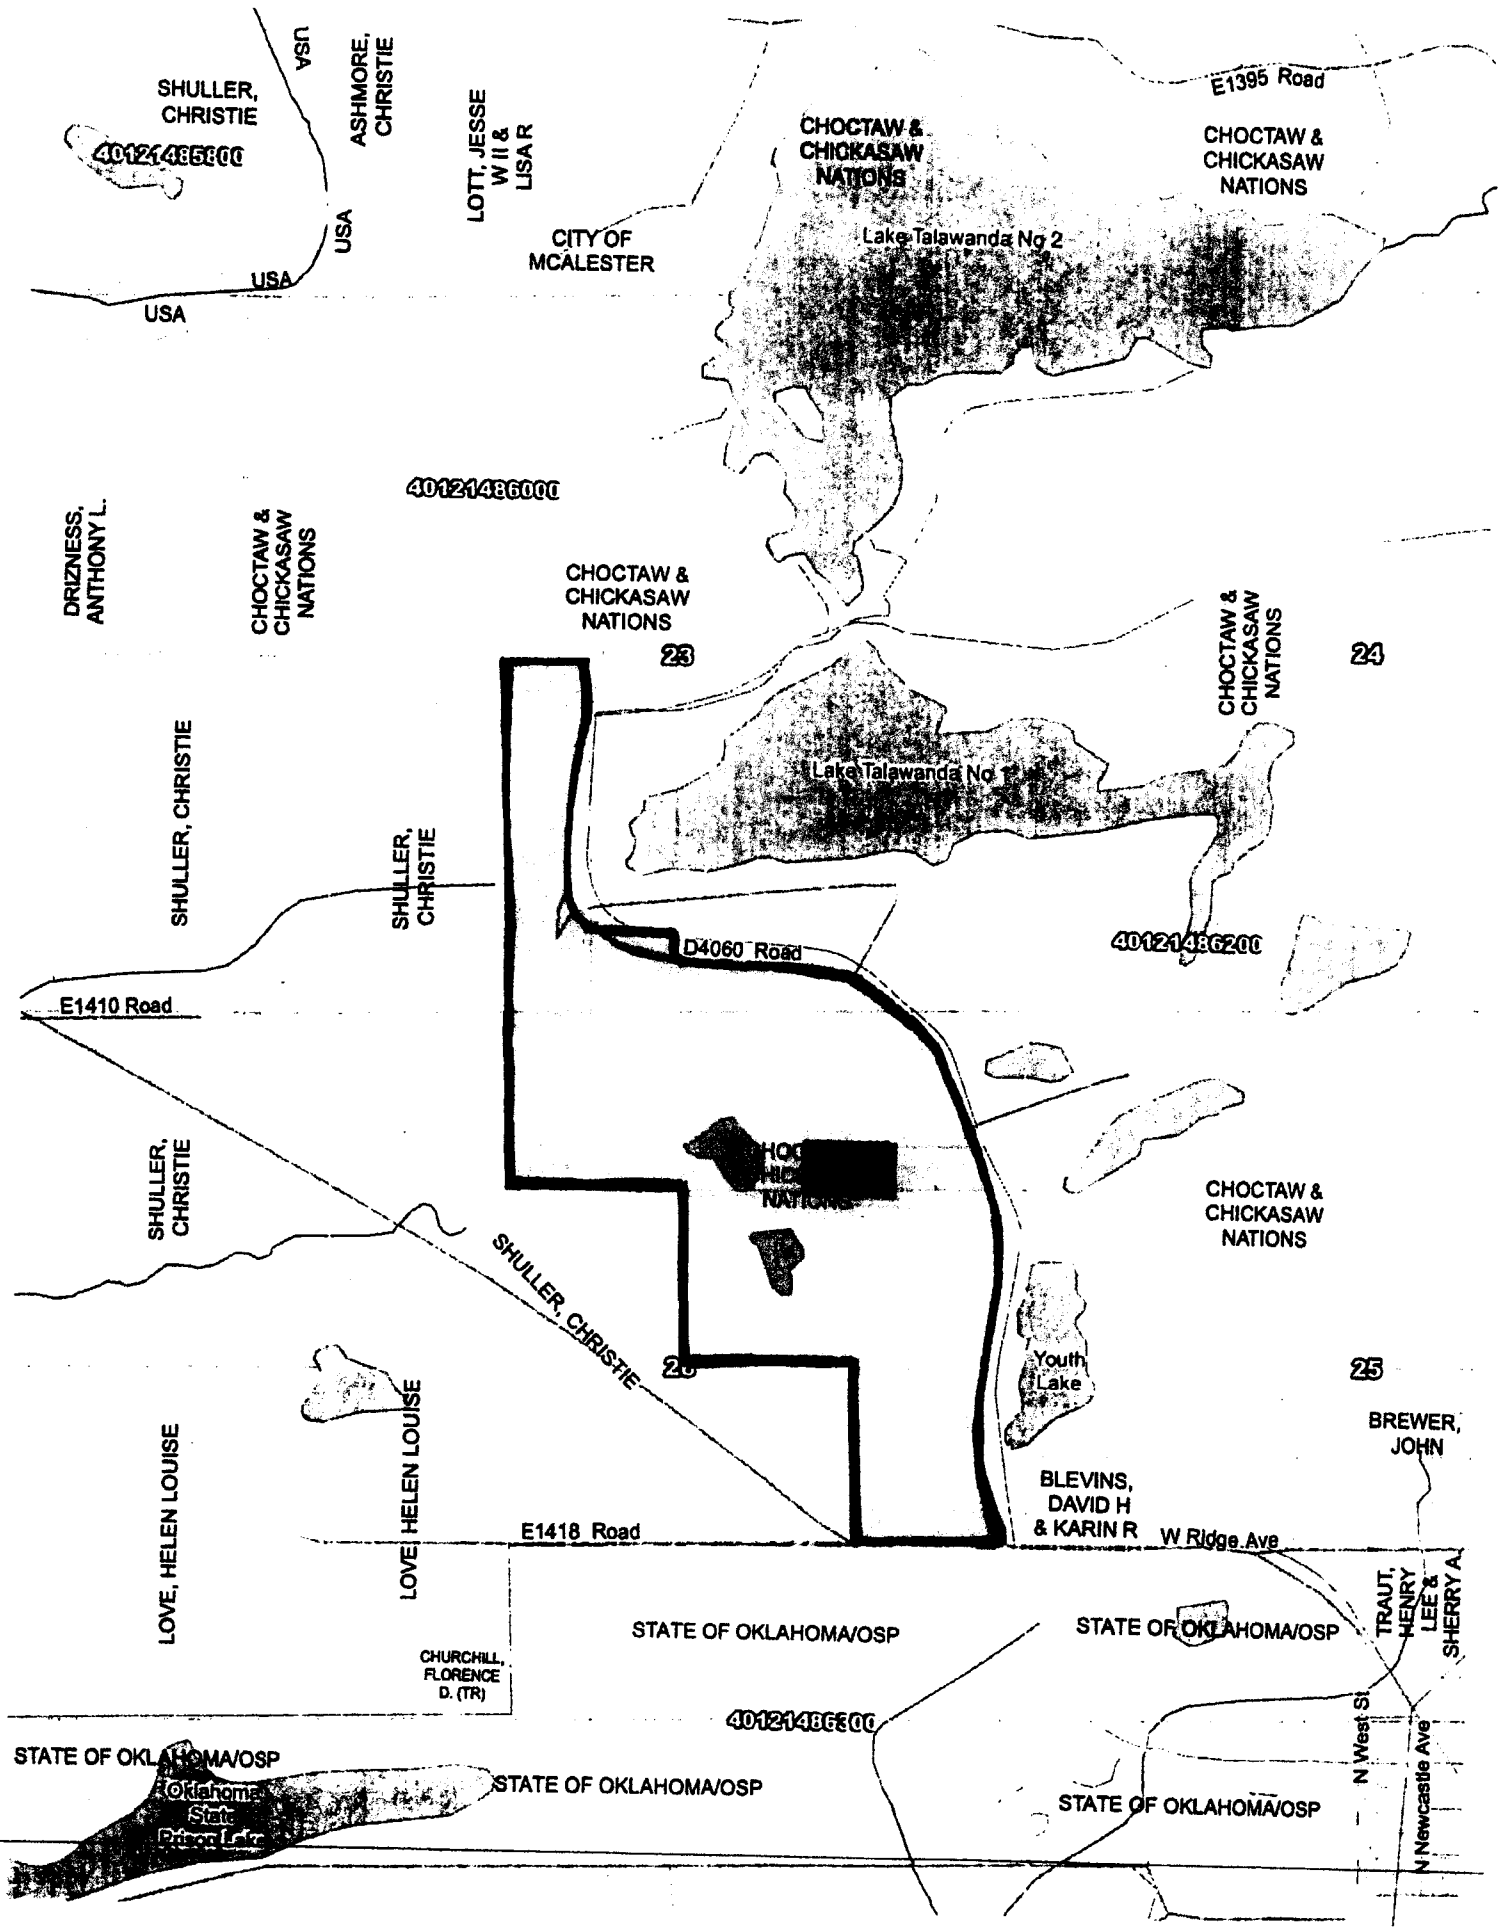 USA
ASHMORE,
CHRISTIE
SHULLER,
CHRISTIE
40121485800
LOTT, JESSE
W II &
LISA R
CHOCTAW &
CHICKASAW
NATIONS
E1395 Road
CHOCTAW &
CHICKASAW
NATIONS
USA
CITY OF
MCALESTER
Lake Talawanda No 2
USA
USA
40121486000
DRIZNESS,
ANTHONY L.
CHOCTAW &
CHICKASAW
NATIONS
CHOCTAW &
CHICKASAW
NATIONS
23
CHOCTAW &
CHICKASAW
NATIONS
24
SHULLER, CHRISTIE
Lake Talawanda No 1
SHULLER,
CHRISTIE
D4060 Road
40121486200
E1410 Road
SHULLER,
CHRISTIE
NATIONS
CHOCTAW &
CHICKASAW
NATIONS
SHULLER, CHRISTIE
26
Youth
Lake
25
LOVE, HELEN LOUISE
LOVE, HELEN LOUISE
BREWER,
JOHN
BLEVINS,
DAVID H
& KARIN R
E1418 Road
W Ridge Ave
TRAUT,
HENRY
LEE &
SHERRY A.
STATE OF OKLAHOMA/OSP
STATE OF OKLAHOMA/OSP
CHURCHILL,
FLORENCE
D. (TR)
40121486300
N West St
N Newcastle Ave
STATE OF OKLAHOMA/OSP
Oklahoma
State
Prison Lake
STATE OF OKLAHOMA/OSP
STATE OF OKLAHOMA/OSP